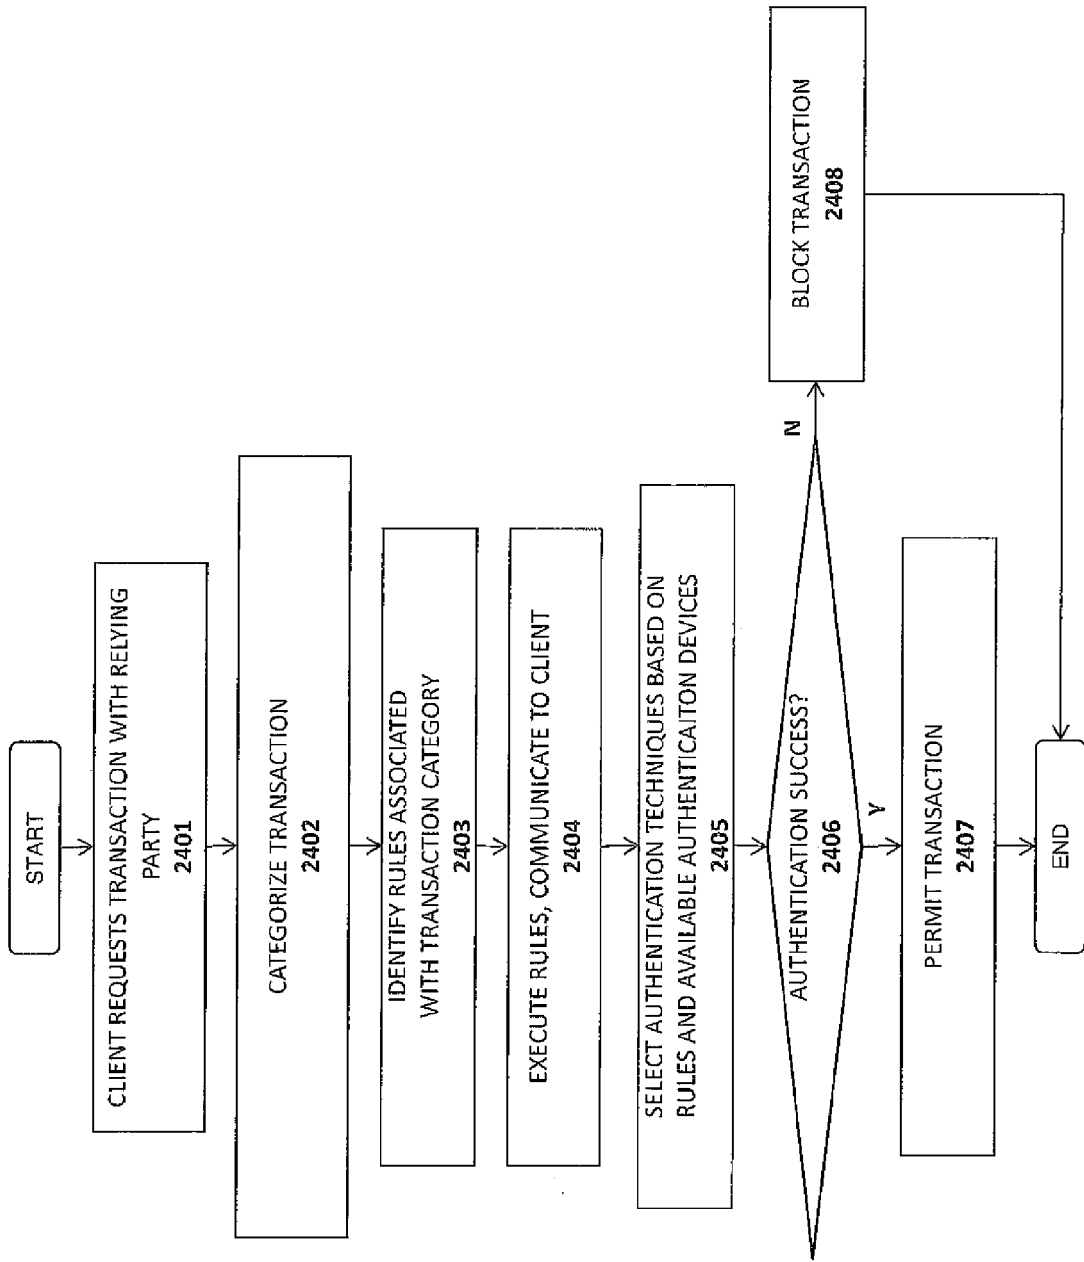 START
CLIENT REQUESTS TRANSACTION WITH RELYING
PARTY
2401
CATEGORIZE TRANSACTION
2402
IDENTIFY RULES ASSOCIATED
WITH TRANSACTION CATEGORY
2403
EXECUTE RULES, COMMUNICATE TO CLIENT
2404
SELECT AUTHENTICATION TECHNIQUES BASED ON
RULES AND AVAILABLE AUTHENTICAITON DEVICES
2405
AUTHENTICATION SUCCESS?
2406
N
BLOCK TRANSACTION
2408
Y
PERMIT TRANSACTION
2407
END